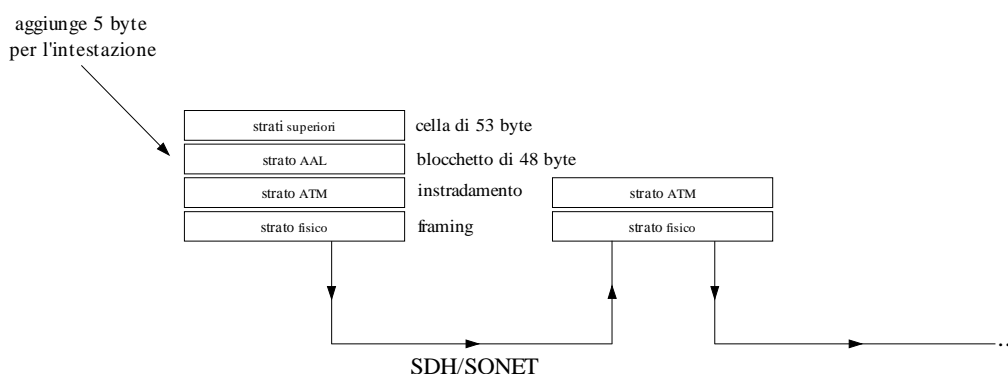 aggiunge 5 byte
per l'intestazione
strati superiori
cella di 53 byte
strato AAL
blocchetto di 48 byte
strato ATM
instradamento
strato ATM
strato fisico
framing
strato fisico
SDH/SONET
...